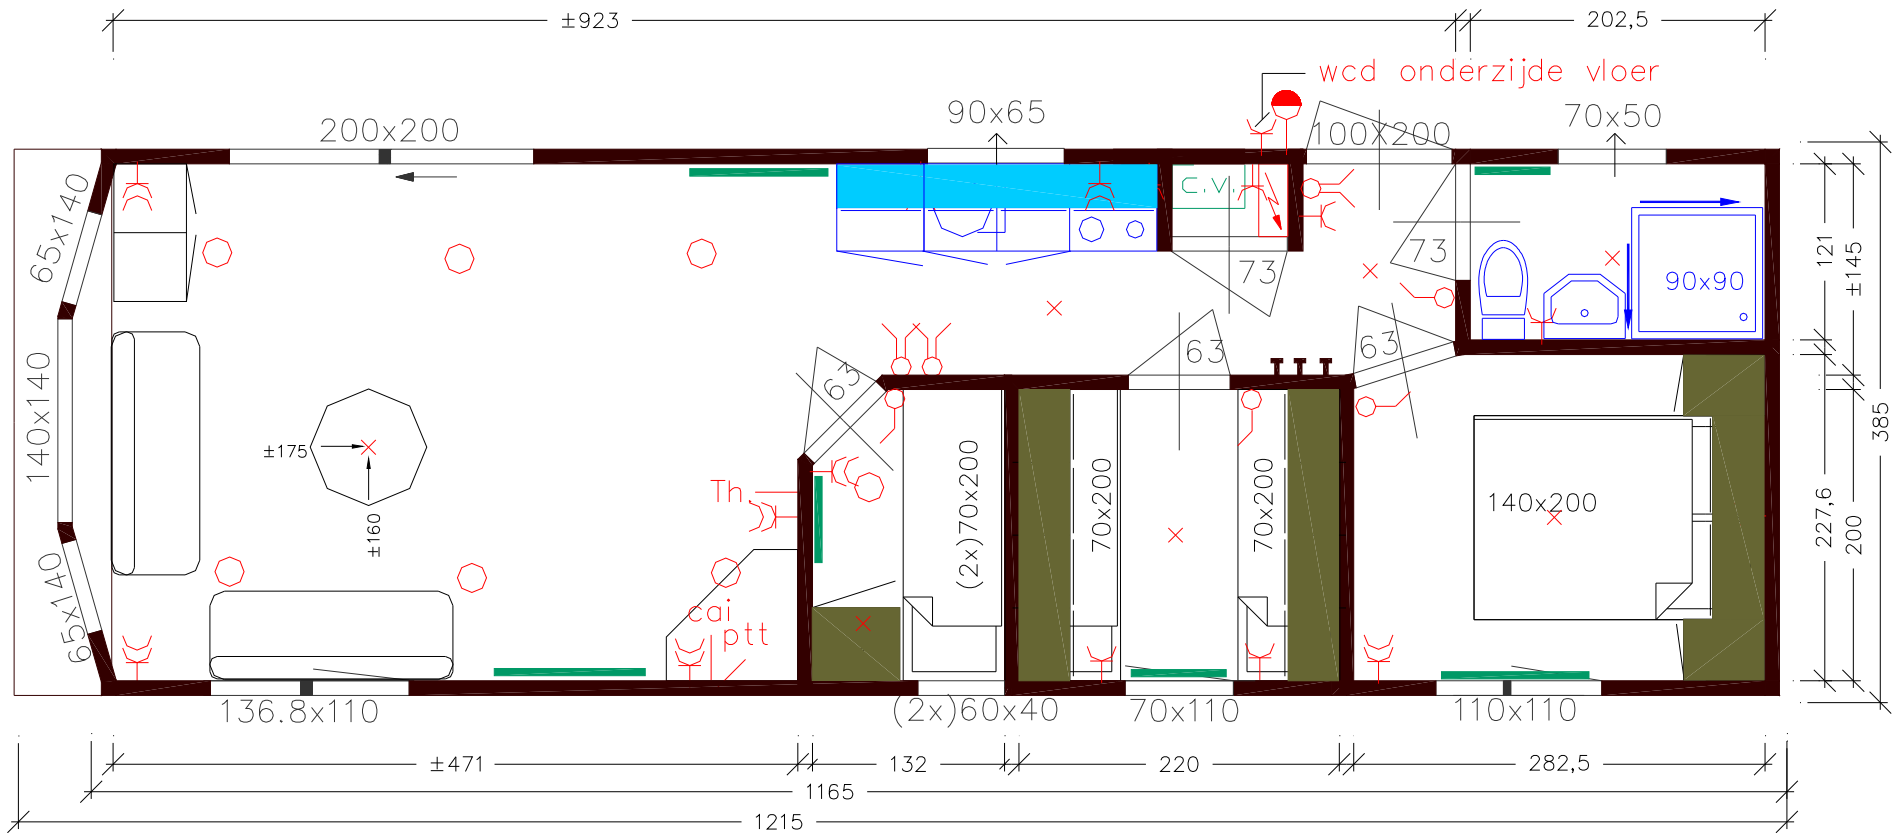 ±923
202,5
wcd onderzijde vloer
200x200
90x65
100X200
70x50
65x140
c.v.
73
73
90x90
121
±145
140x140
63
63
63
385
±175
±160
Th.
(2x)70x200
70x200
70x200
140x200
227,6
200
65x140
cai
ptt
136.8x110
(2x)60x40
70x110
110x110
±471
132
220
282,5
1165
1215